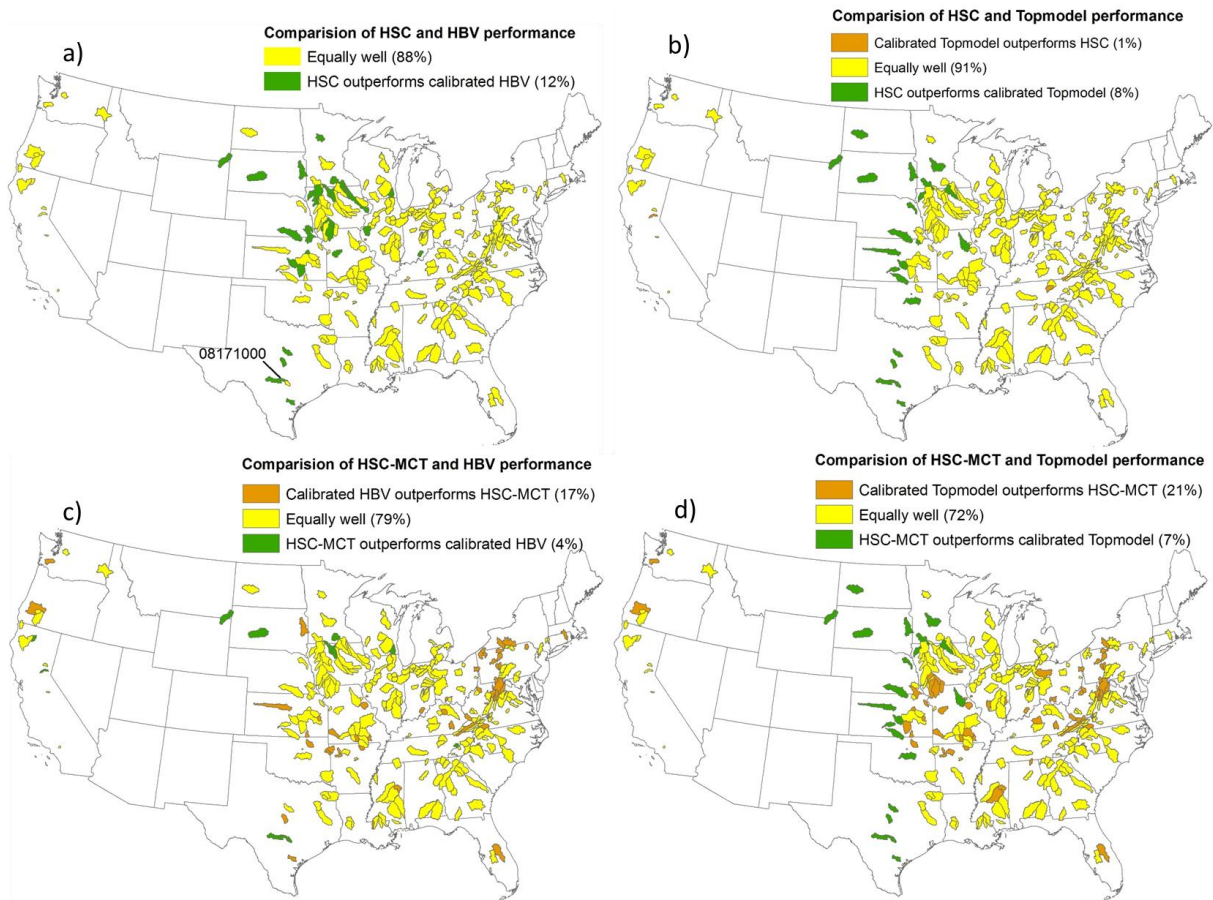 a)
Comparision of HSC and HBV performance
Equally well (88%)
HSC outperforms calibrated HBV (12%)
08171000
b)
Comparision of HSC and Topmodel performance
Calibrated Topmodel outperforms HSC (1%)
Equally well (91%)
HSC outperforms calibrated Topmodel (8%)
c)
Comparision of HSC-MCT and HBV performance
Calibrated HBV outperforms HSC-MCT (17%)
Equally well (79%)
HSC-MCT outperforms calibrated HBV (4%)
d)
Comparision of HSC-MCT and Topmodel performance
Calibrated Topmodel outperforms HSC-MCT (21%)
Equally well (72%)
HSC-MCT outperforms calibrated Topmodel (7%)